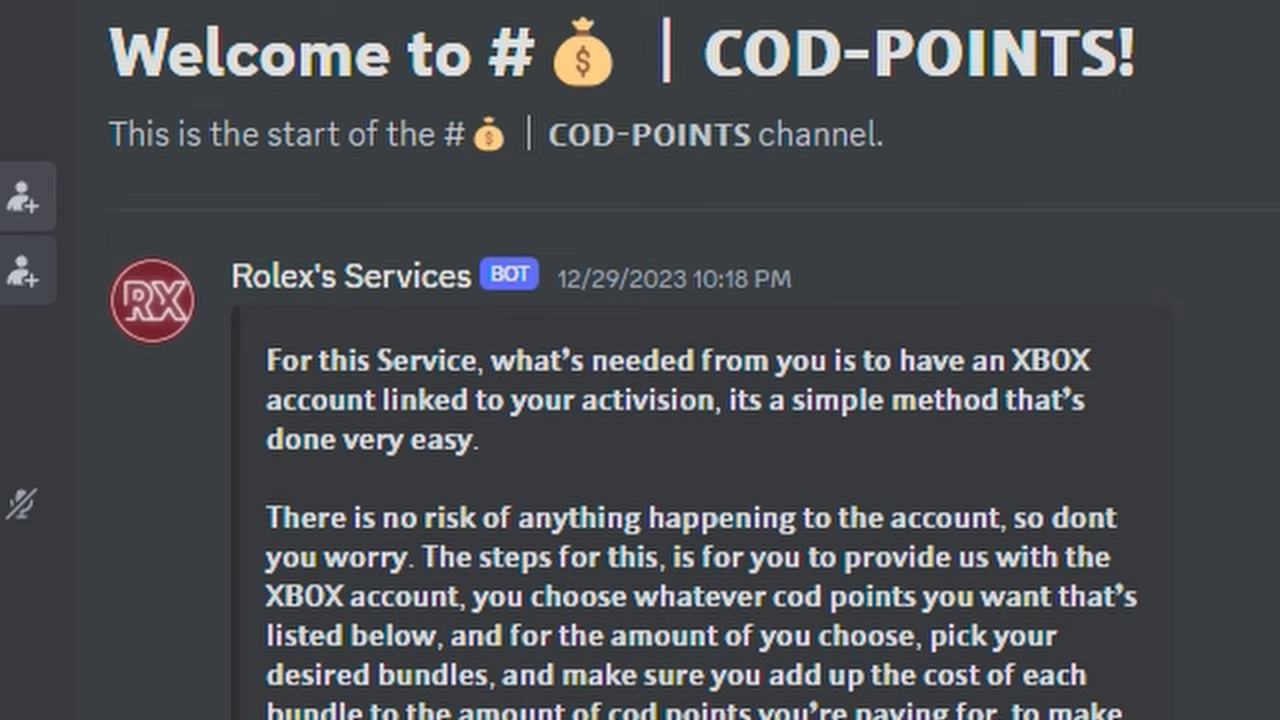 Welcome to #💰 | COD-POINTS!
This is the start of the #💰 | COD-POINTS channel.
RX
Rolex's Services BOT 12/29/2023 10:18 PM
For this Service, what's needed from you is to have an XBOX
account linked to your activision, its a simple method that's
done very easy.
There is no risk of anything happening to the account, so dont
you worry. The steps for this, is for you to provide us with the
XBOX account, you choose whatever cod points you want that's
listed below, and for the amount of you choose, pick your
desired bundles, and make sure you add up the cost of each
bundle to the amount of cod points you're paying for, to make